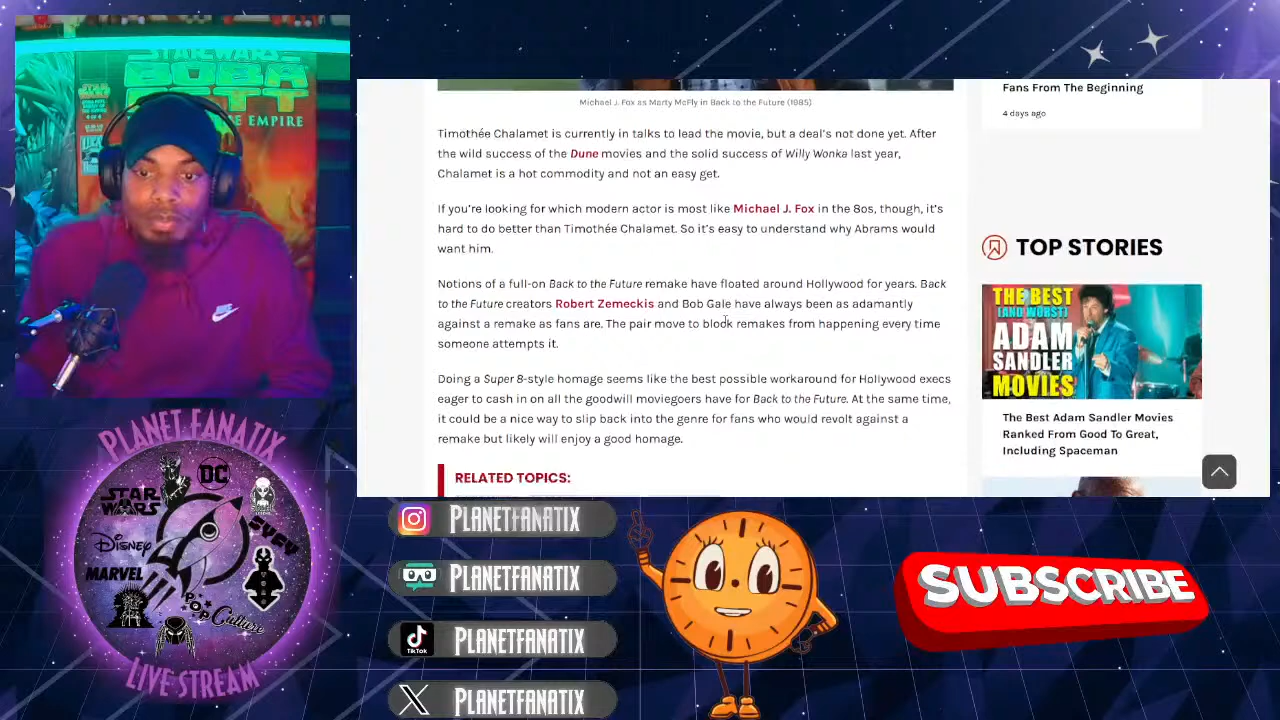 STAR WARS
BOBA
FETT
THE EMPIRE
Michael J. Fox as Marty McFly in Back to the Future (1985)
Timothée Chalamet is currently in talks to lead the movie, but a deal's not done yet. After
the wild success of the Dune movies and the solid success of Willy Wonka last year,
Chalamet is a hot commodity and not an easy get.
If you're looking for which modern actor is most like Michael J. Fox in the 80s, though, it's
hard to do better than Timothée Chalamet. So it's easy to understand why Abrams would
want him.
Notions of a full-on Back to the Future remake have floated around Hollywood for years. Back
to the Future creators Robert Zemeckis and Bob Gale have always been as adamantly
against a remake as fans are. The pair move to block remakes from happening every time
someone attempts it.
Doing a Super 8-style homage seems like the best possible workaround for Hollywood execs
eager to cash in on all the goodwill moviegoers have for Back to the Future. At the same time,
it could be a nice way to slip back into the genre for fans who would revolt against a
remake but likely will enjoy a good homage.
RELATED TOPICS:
Fans From The Beginning
4 days ago
TOP STORIES
THE BEST
(AND WORST)
ADAM
SANDLER
MOVIES
The Best Adam Sandler Movies
Ranked From Good To Great,
Including Spaceman
PLANET FANATIX
DC
STAR
WARS
SYFY
Disney
MARVEL
POP Culture
LIVE STREAM
PLANETFANATIX
PLANETFANATIX
TikTok
PLANETFANATIX
PLANETFANATIX
SUBSCRIBE